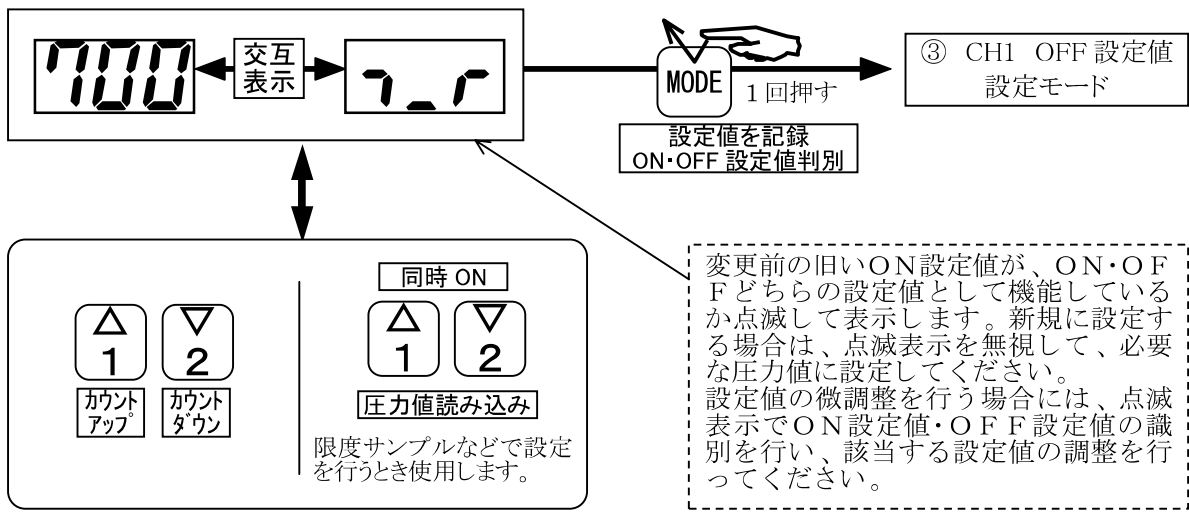 700
交互
表示
MODE
1回押す
設定値を記録
ON・OFF 設定値判別
③ CH1 OFF 設定値
設定モード
△
1
▽
2
カウント
アップ
カウント
ダウン
同時 ON
△
1
▽
2
圧力値読み込み
限度サンプルなどで設定
を行うとき使用します。
変更前の旧いON設定値が、ON・OF
Fどちらの設定値として機能している
か点滅して表示します。新規に設定す
る場合は、点滅表示を無視して、必要
な圧力値に設定してください。
設定値の微調整を行う場合には、点滅
表示でON設定値・OFF設定値の識
別を行い、該当する設定値の調整を行
ってください。